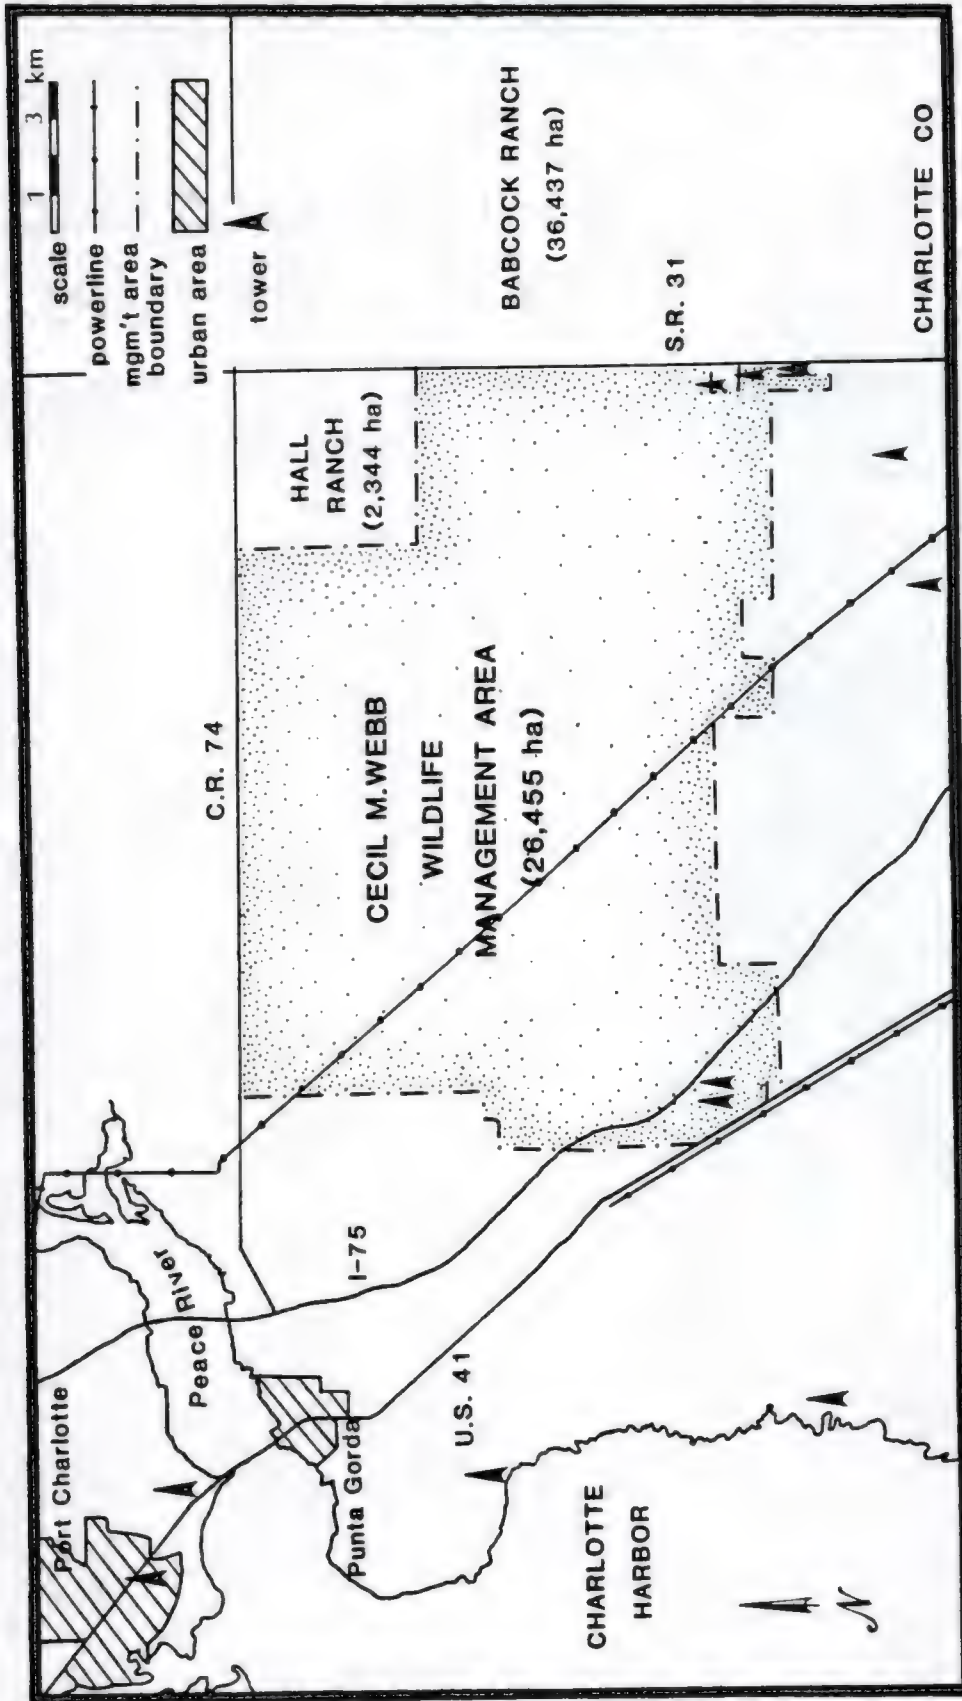 1 3 km
scale
powerline
mgm't area
boundary
urban area
tower
Port Charlotte
Peace River
Punta Gorda
I-75
U.S. 41
C.R. 74
HALL
RANCH
(2,344 ha)
CECIL M.WEBB
WILDLIFE
MANAGEMENT AREA
(26,455 ha)
BABCOCK RANCH
(36,437 ha)
S.R. 31
CHARLOTTE
HARBOR
N
CHARLOTTE CO